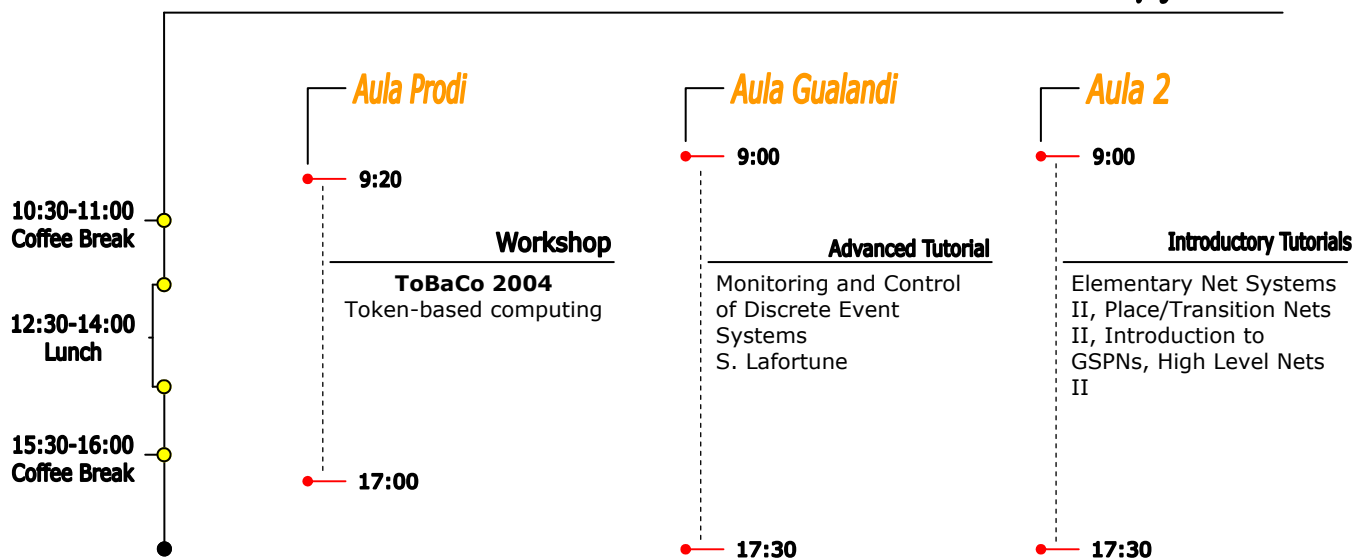 Aula Prodi
Aula Gualandi
Aula 2
9:20
9:00
9:00
10:30-11:00
Coffee Break
12:30-14:00
Lunch
15:30-16:00
Coffee Break
Workshop
ToBaCo 2004
Token-based computing
Advanced Tutorial
Monitoring and Control
of Discrete Event
Systems
S. Lafortune
Introductory Tutorials
Elementary Net Systems
II, Place/Transition Nets
II, Introduction to
GSPNs, High Level Nets
II
17:00
17:30
17:30